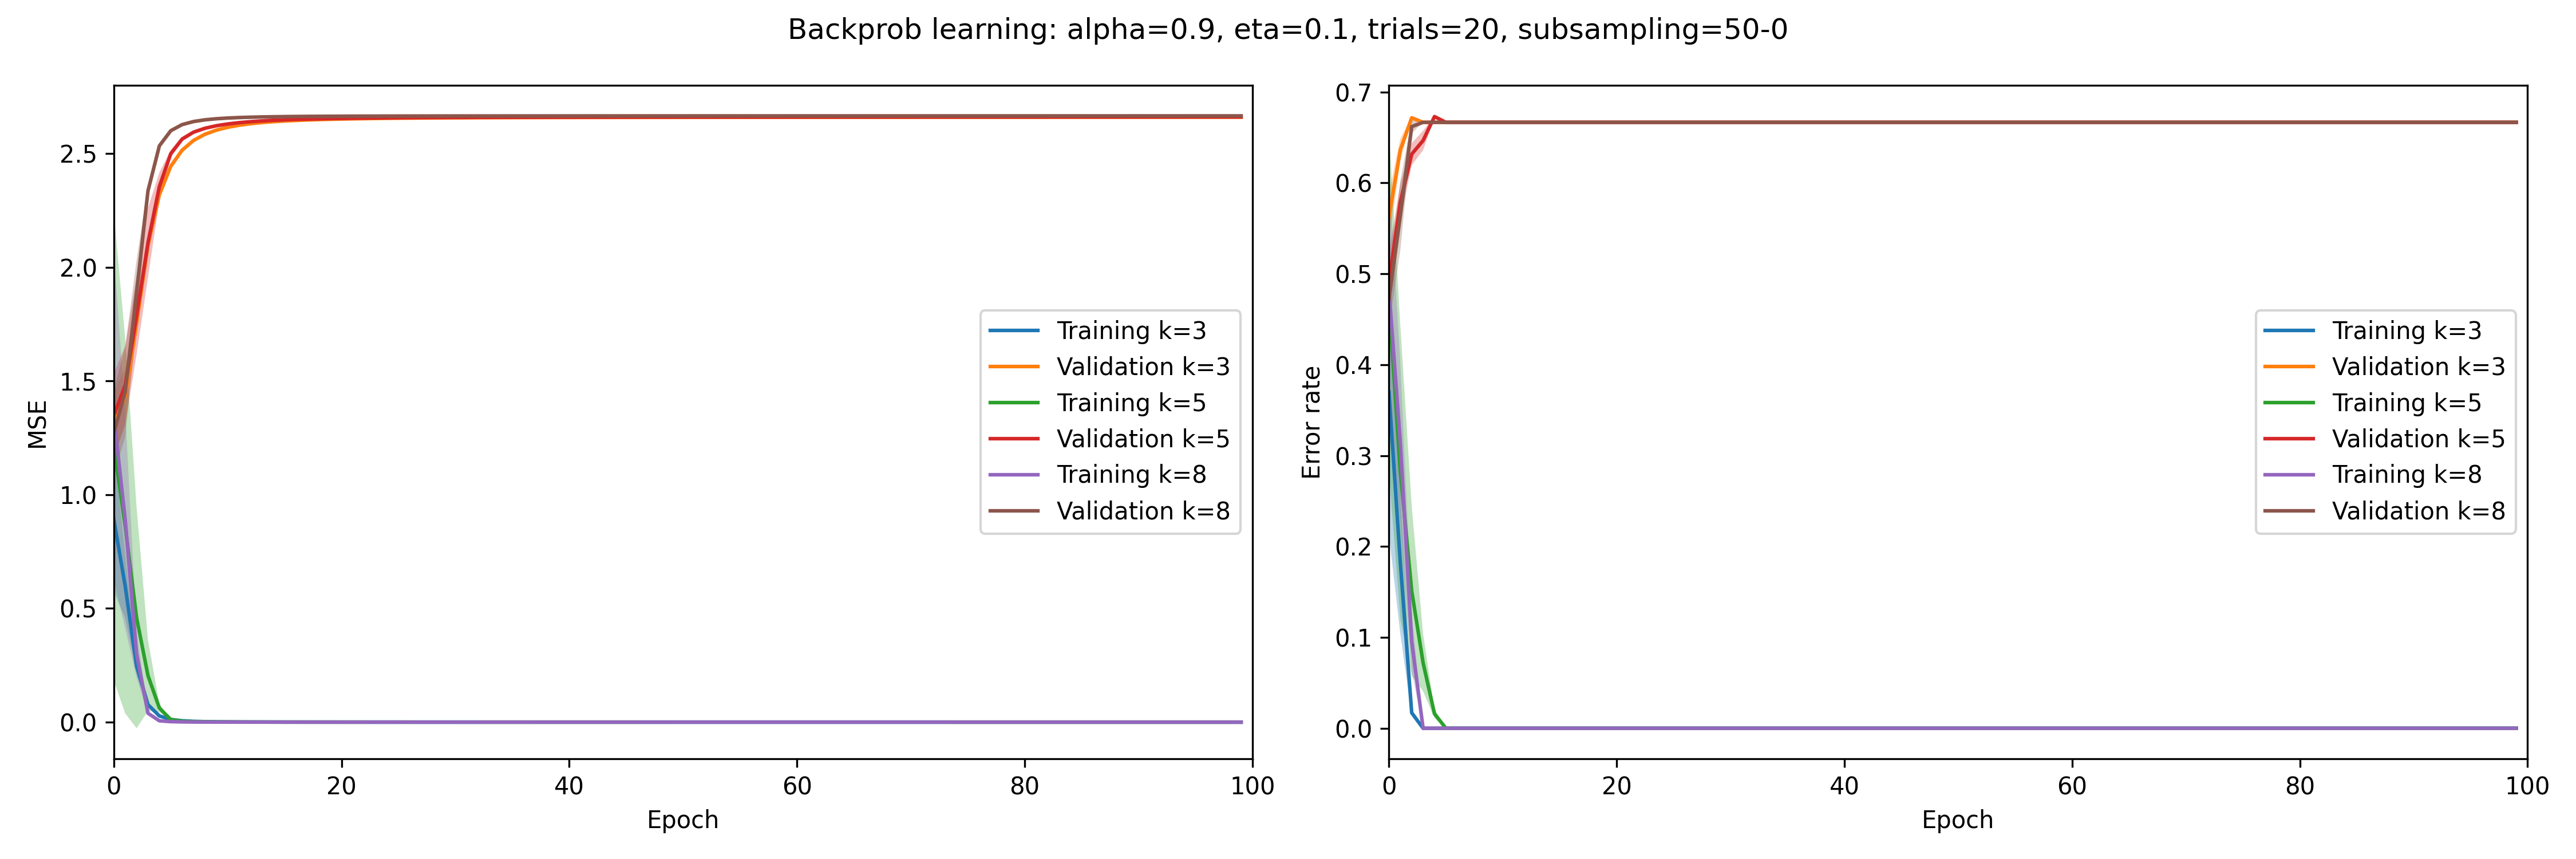 Backprob learning: alpha=0.9, eta=0.1, trials=20, subsampling=50-0
MSE
2.5
2.0
1.5
1.0
0.5
0.0
0 20 40 60 80 100
Epoch
Training k=3
Validation k=3
Training k=5
Validation k=5
Training k=8
Validation k=8
Error rate
0.7
0.6
0.5
0.4
0.3
0.2
0.1
0.0
0 20 40 60 80 100
Epoch
Training k=3
Validation k=3
Training k=5
Validation k=5
Training k=8
Validation k=8